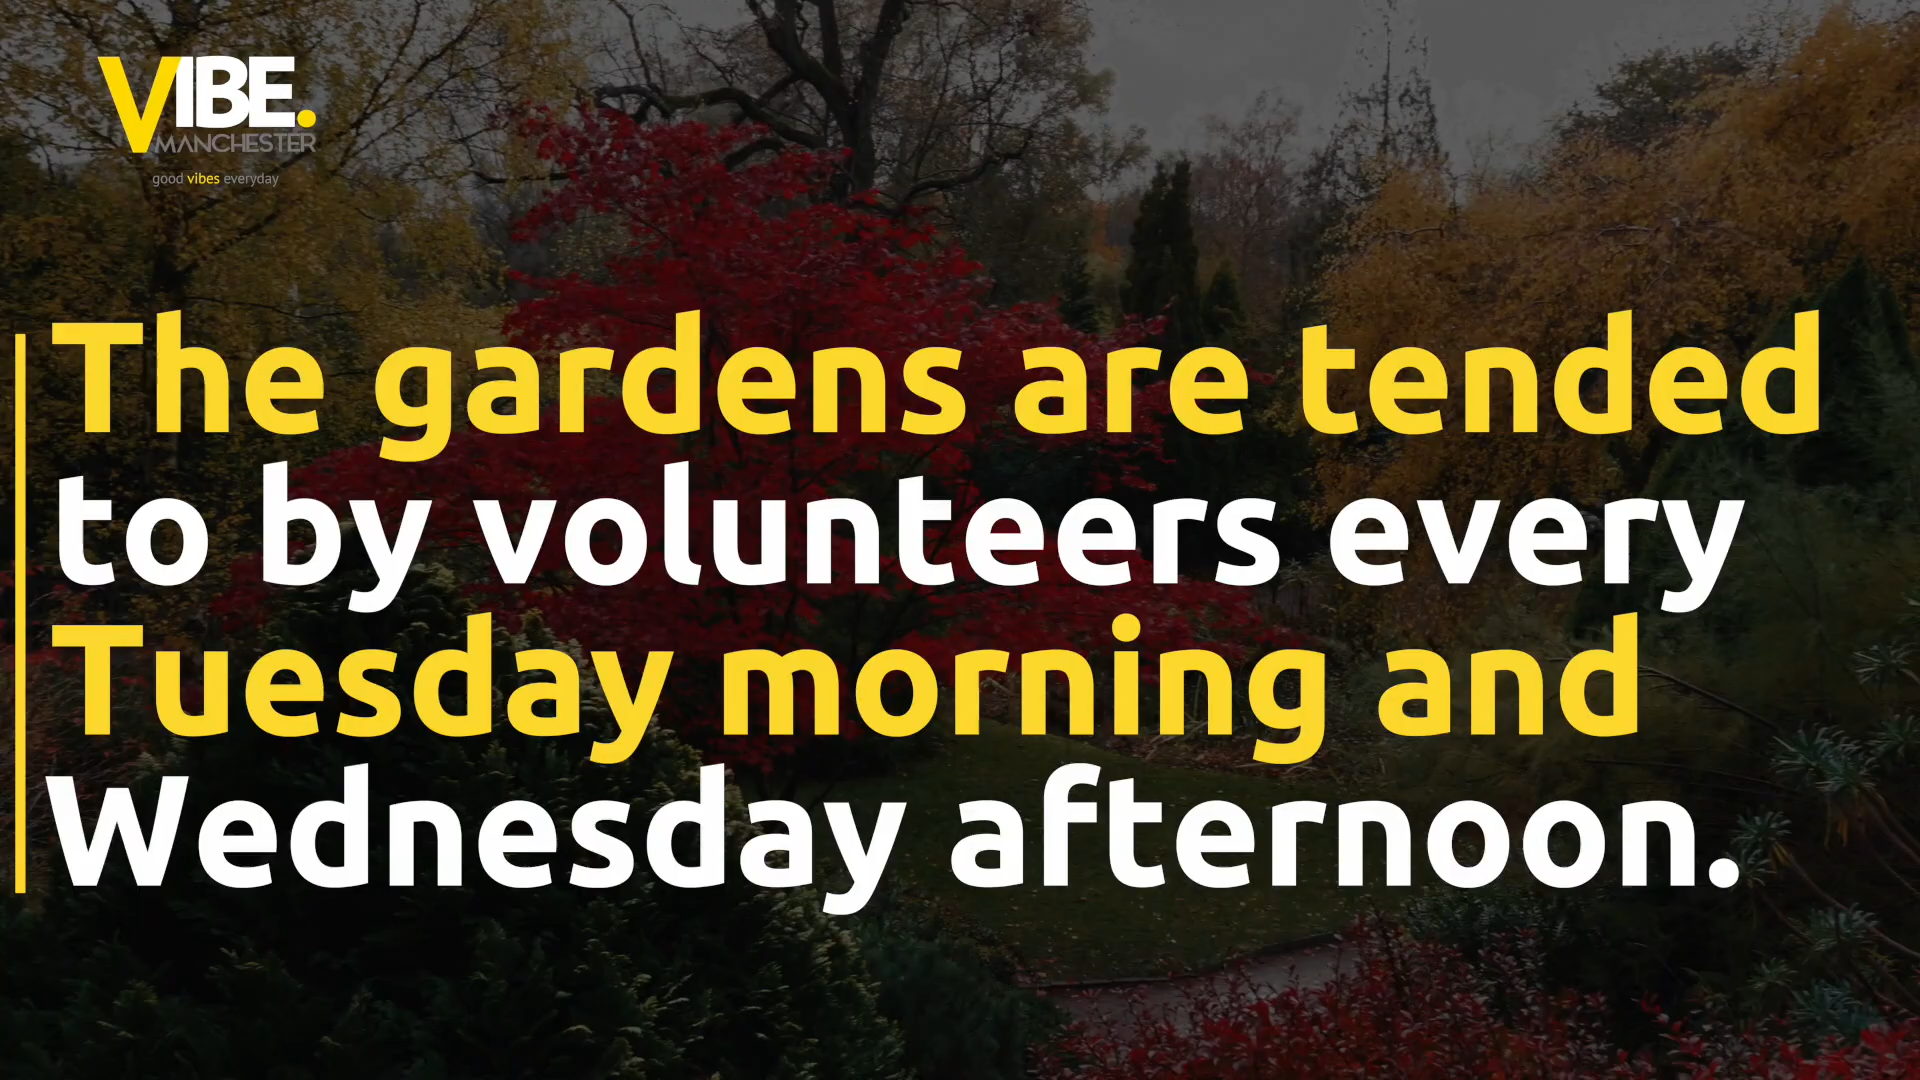 VIBE.
MANCHESTER
good vibes everyday
The gardens are tended
to by volunteers every
Tuesday morning and
Wednesday afternoon.